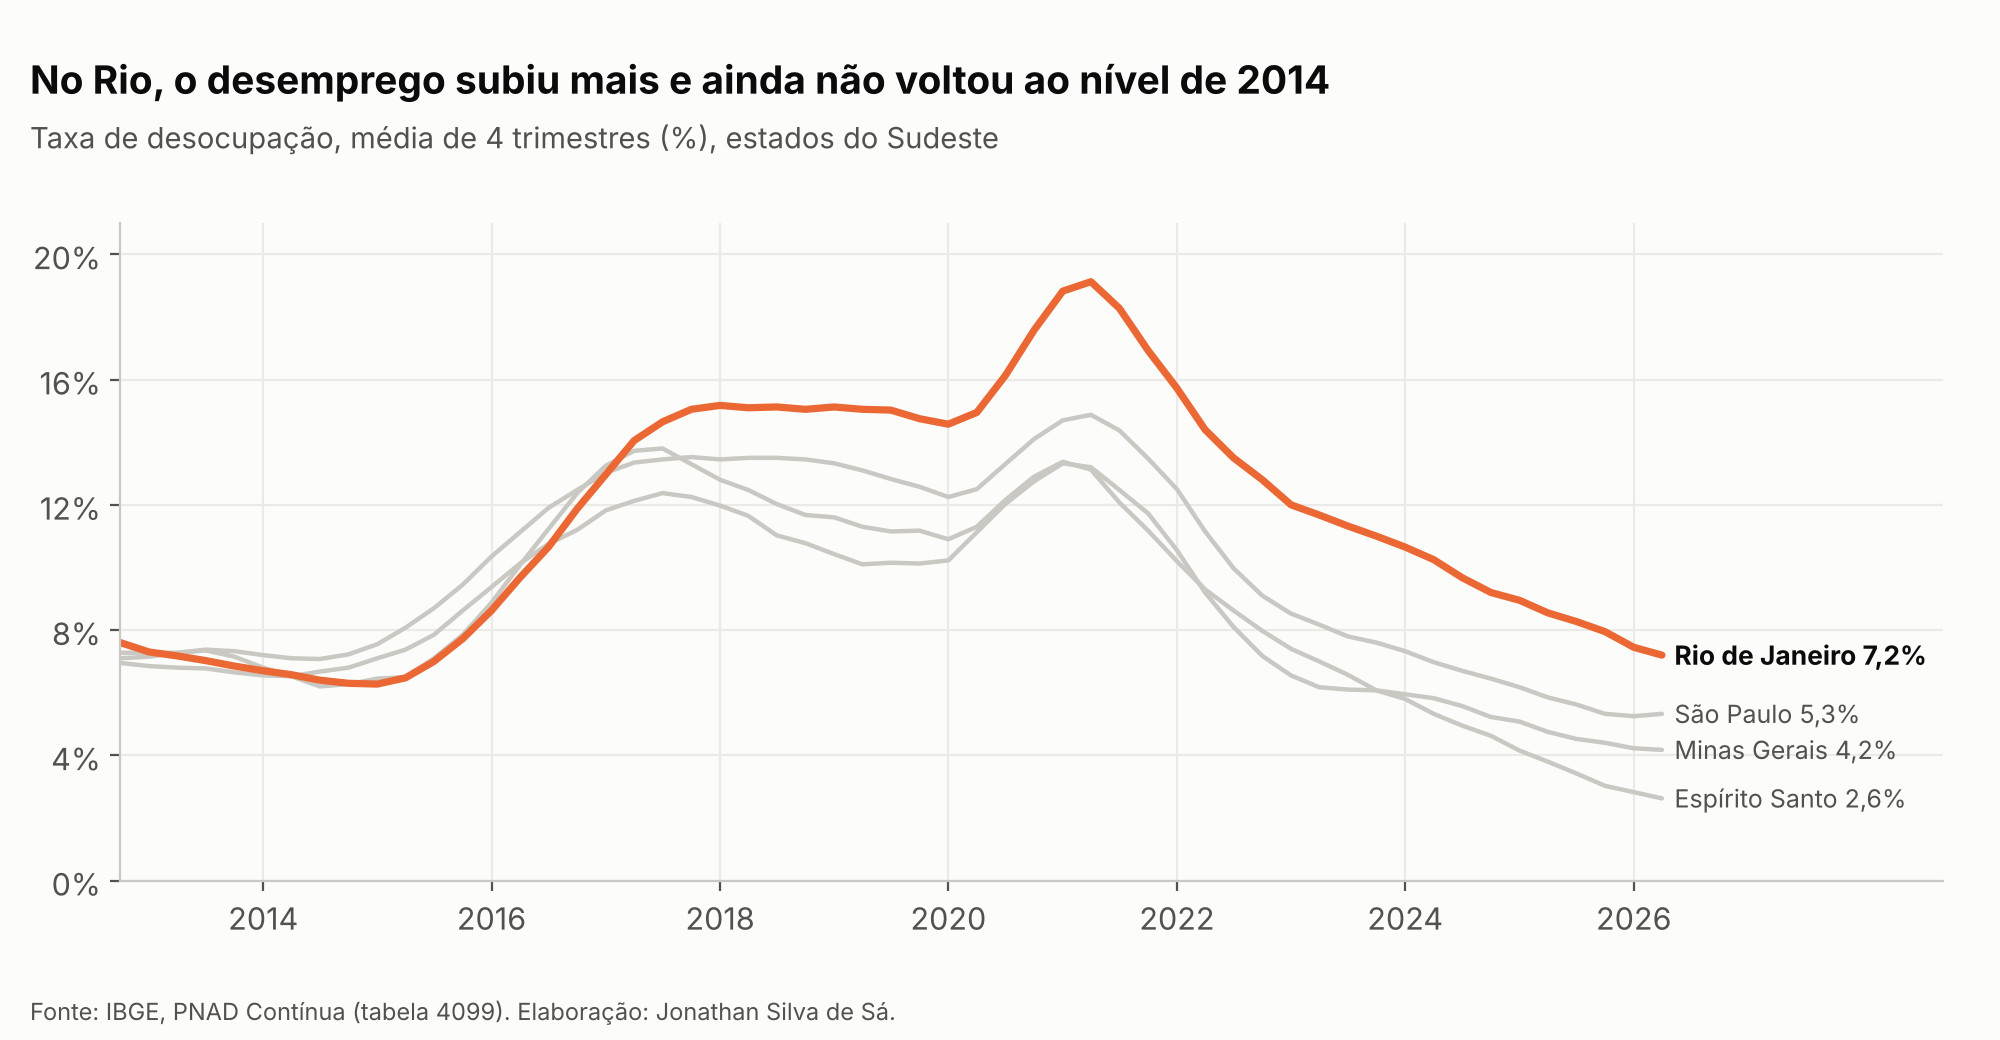 No Rio, o desemprego subiu mais e ainda não voltou ao nível de 2014
Taxa de desocupação, média de 4 trimestres (%), estados do Sudeste
20%
16%
12%
8%
4%
0%
Rio de Janeiro 7,2%
São Paulo 5,3%
Minas Gerais 4,2%
Espírito Santo 2,6%
2014 2016 2018 2020 2022 2024 2026
Fonte: IBGE, PNAD Contínua (tabela 4099). Elaboração: Jonathan Silva de Sá.